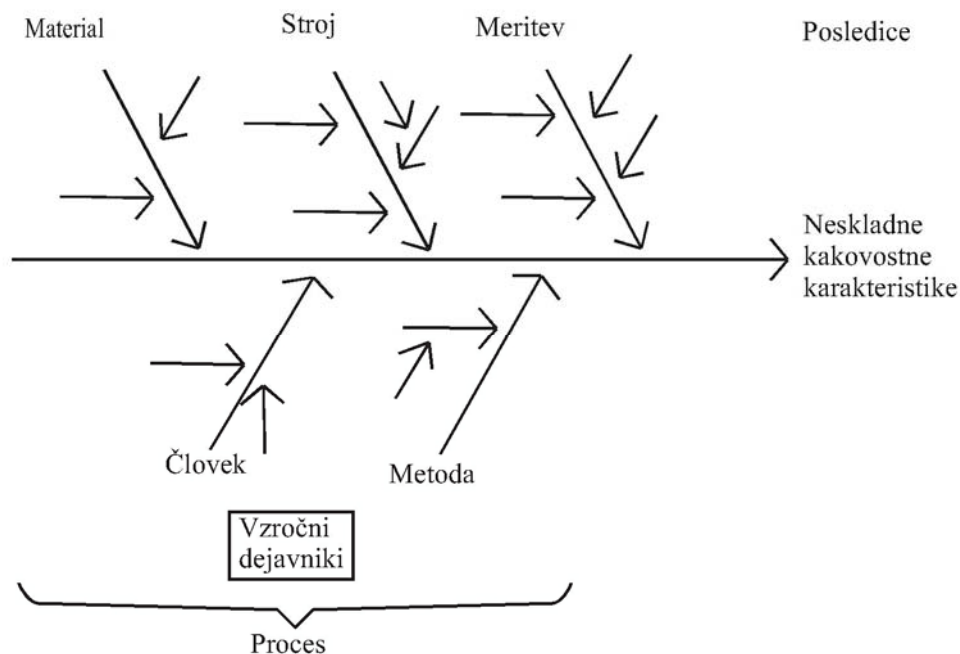 Material
Stroj
Meritev
Posledice
Neskladne
kakovostne
karakteristike
Človek
Metoda
Vzročni
dejavniki
Proces